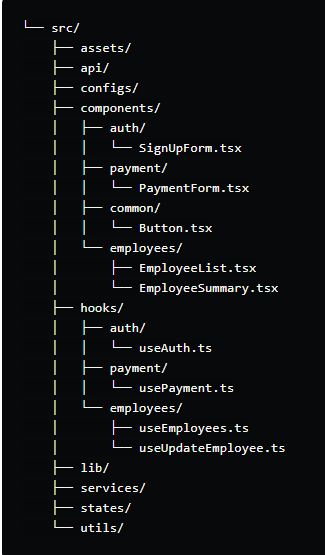 └── src/
    ├── assets/
    ├── api/
    ├── configs/
    ├── components/
    │   ├── auth/
    │   │   └── SignUpForm.tsx
    │   ├── payment/
    │   │   └── PaymentForm.tsx
    │   ├── common/
    │   │   └── Button.tsx
    │   └── employees/
    │       ├── EmployeeList.tsx
    │       └── EmployeeSummary.tsx
    ├── hooks/
    │   ├── auth/
    │   │   └── useAuth.ts
    │   ├── payment/
    │   │   └── usePayment.ts
    │   └── employees/
    │       ├── useEmployees.ts
    │       └── useUpdateEmployee.ts
    ├── lib/
    ├── services/
    ├── states/
    └── utils/